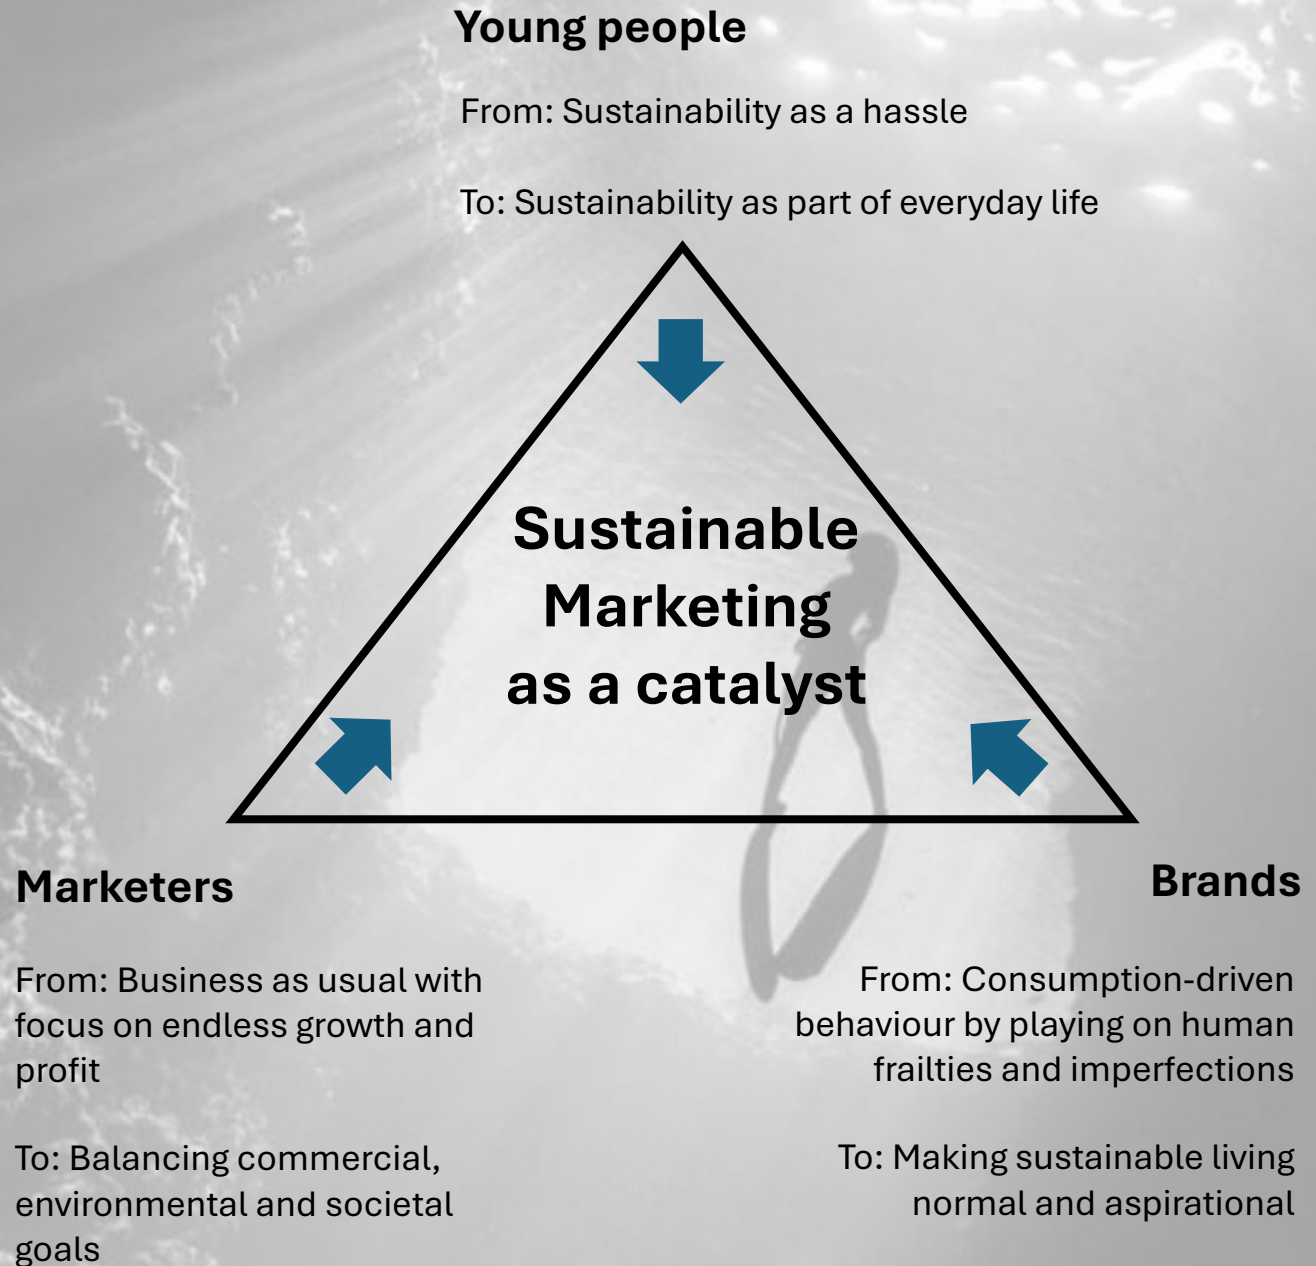 Young people
From: Sustainability as a hassle
To: Sustainability as part of everyday life
Sustainable
Marketing
as a catalyst
Marketers
From: Business as usual with
focus on endless growth and
profit
To: Balancing commercial,
environmental and societal
goals
Brands
From: Consumption-driven
behaviour by playing on human
frailties and imperfections
To: Making sustainable living
normal and aspirational